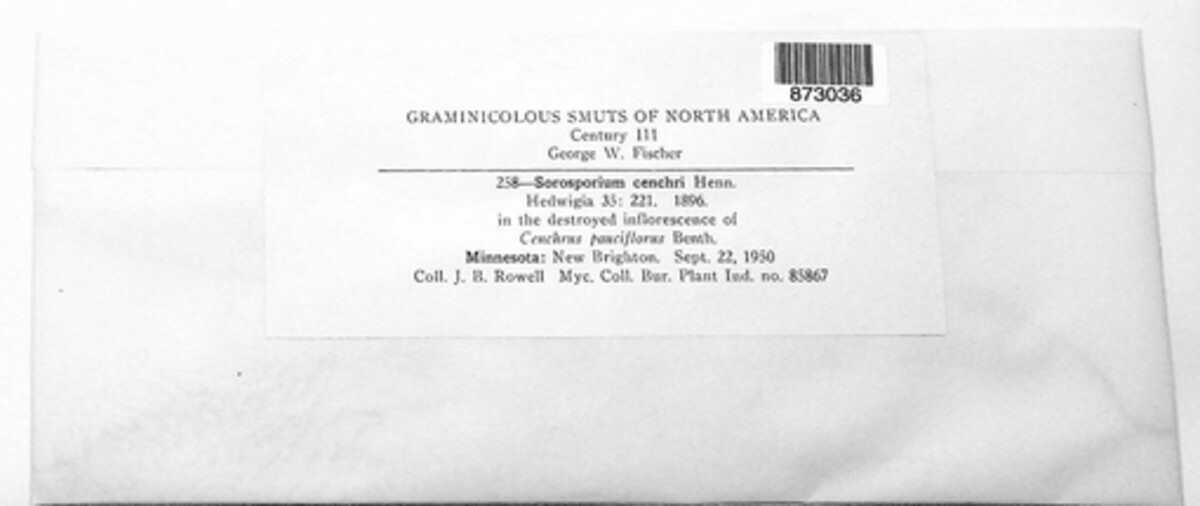 873036
GRAMINICOLOUS SMUTS OF NORTH AMERICA
Century 111
George W. Fischer
258—Sorosporium cenchri Henn.
Hedwigia 35: 221. 1896.
in the destroyed inflorescence of
Cenchrus pauciflorus Benth.
Minnesota: New Brighton. Sept. 22, 1950
Coll. J. B. Rowell Myc. Coll. Bur. Plant Ind. no. 85867